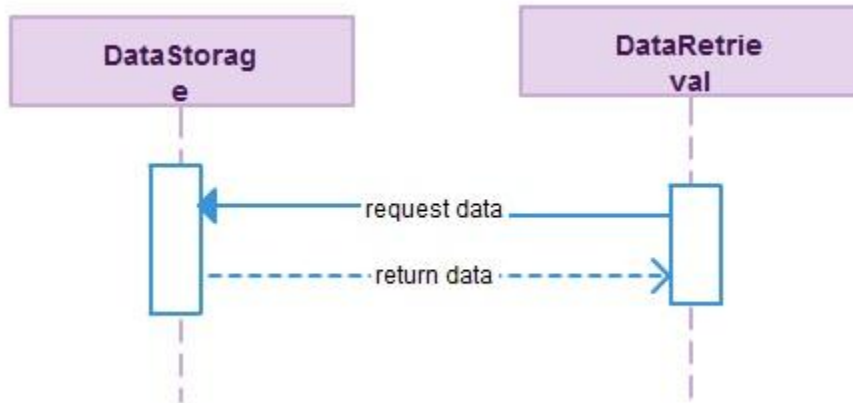 DataStorag
e
DataRetrie
val
request data
return data